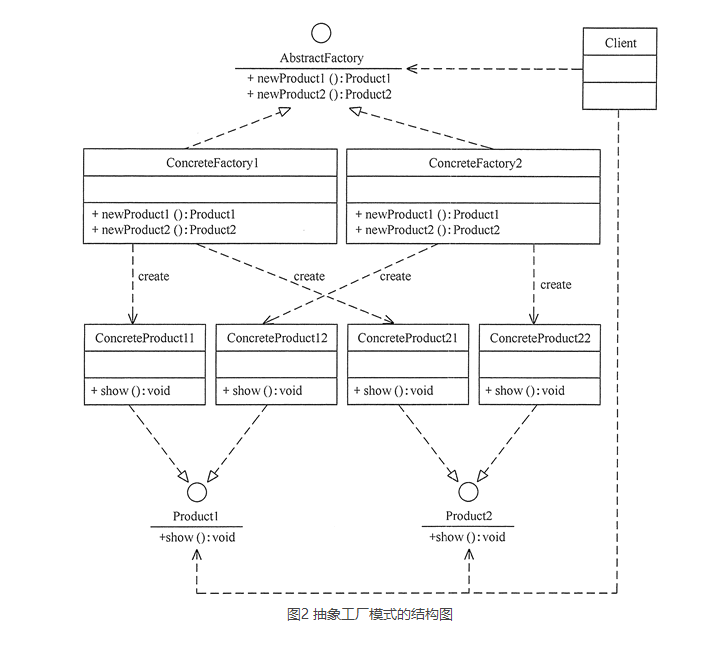 AbstractFactory
+ newProduct1 () : Product1
+ newProduct2 () : Product2
Client
ConcreteFactory1
+ newProduct1 () : Product1
+ newProduct2 () : Product2
ConcreteFactory2
+ newProduct1 () : Product1
+ newProduct2 () : Product2
create
create
create
create
ConcreteProduct11
+ show () : void
ConcreteProduct12
+ show () : void
ConcreteProduct21
+ show () : void
ConcreteProduct22
+ show () : void
Product1
+show () : void
Product2
+show () : void
图2 抽象工厂模式的结构图